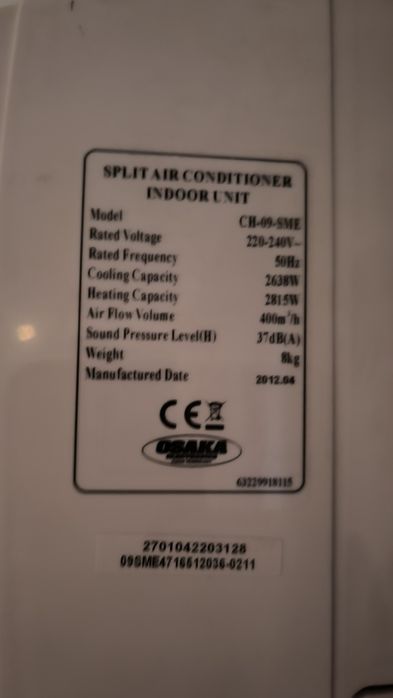 SPLIT AIR CONDITIONER
INDOOR UNIT
Model CH-09-SME
Rated Voltage 220-240V~
Rated Frequency 50Hz
Cooling Capacity 2638W
Heating Capacity 2815W
Air Flow Volume 400m³/h
Sound Pressure Level(H) 37dB(A)
Weight 8kg
Manufactured Date 2012.04
CE
OSAKA
63229918115
2701042203128
09SME4716512036-0211